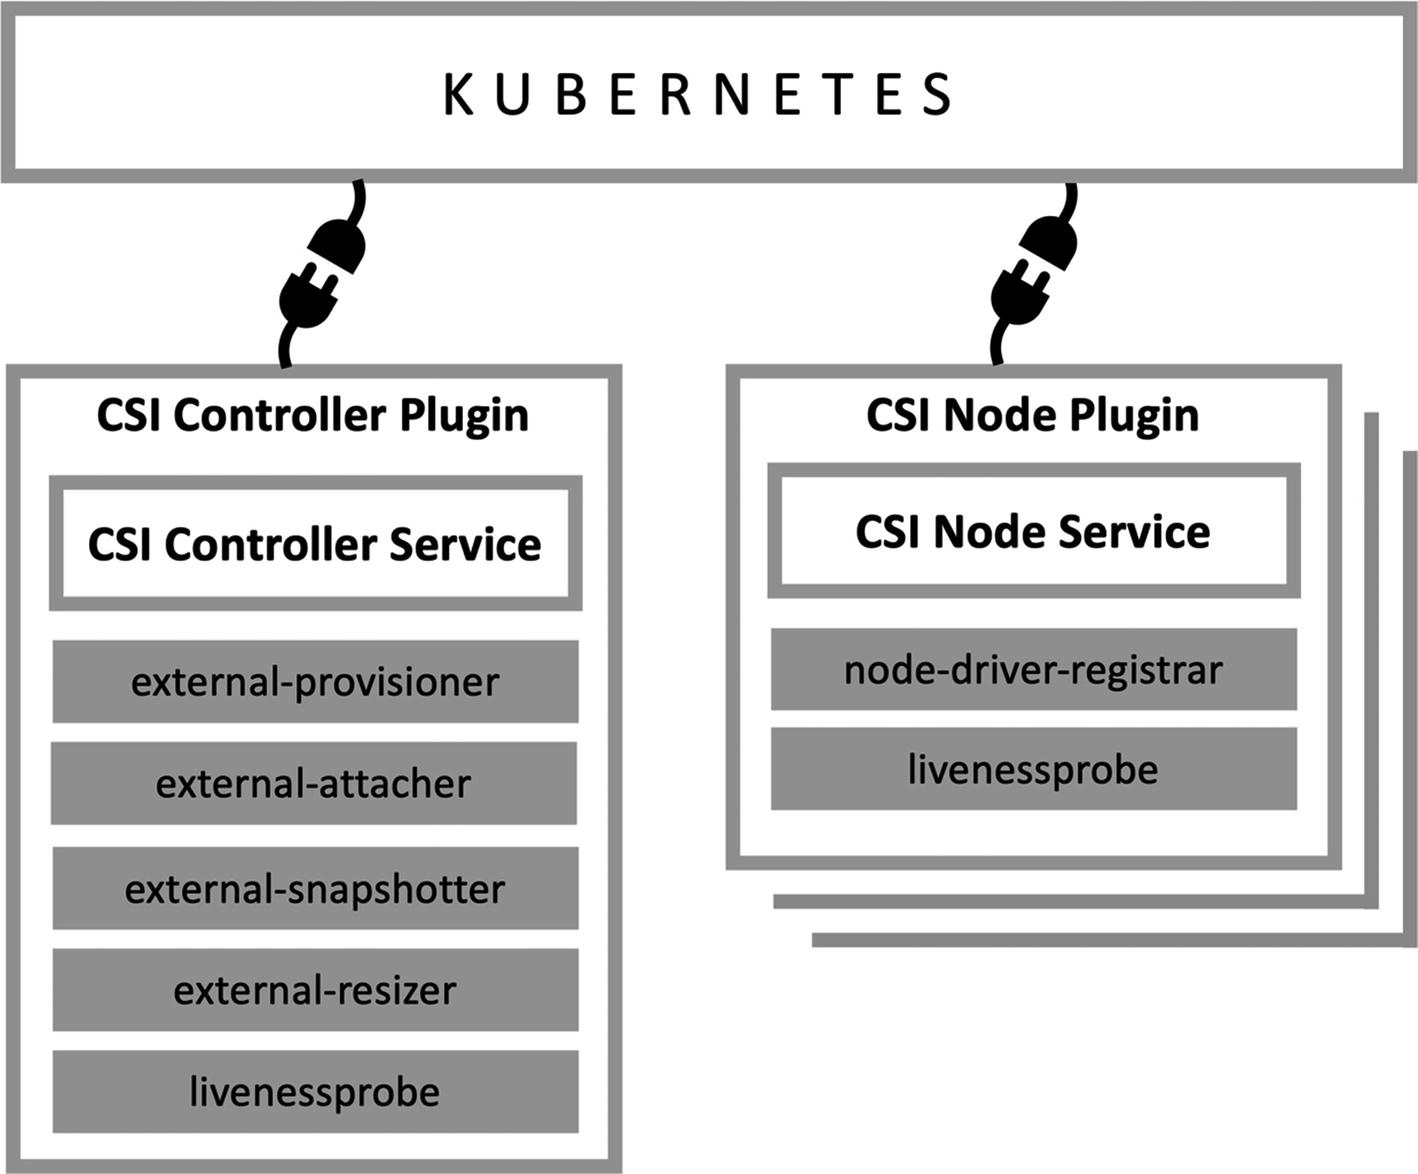 KUBERNETES
CSI Controller Plugin
CSI Controller Service
external-provisioner
external-attacher
external-snapshotter
external-resizer
livenessprobe
CSI Node Plugin
CSI Node Service
node-driver-registrar
livenessprobe